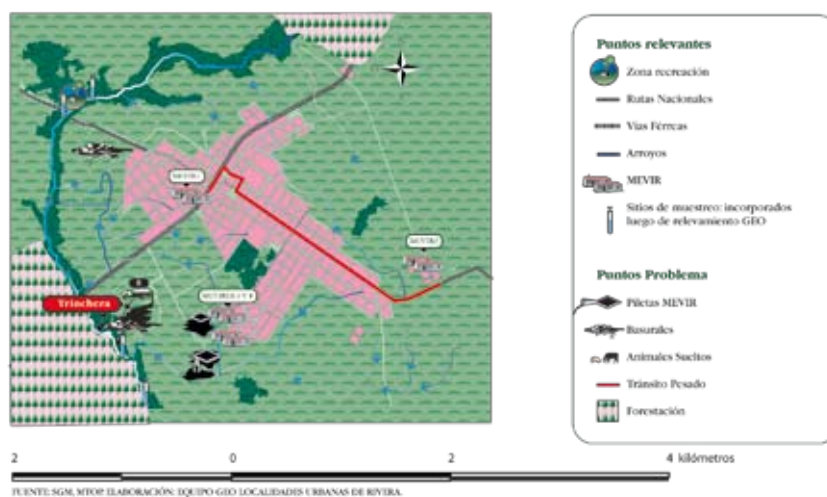 Trinchera
Puntos relevantes
Zona recreación
Rutas Nacionales
Vías Férreas
Arroyos
MEVIR
Sitios de muestreo: incorporados
luego de relevamiento GEO
Puntos Problema
Piletas MEVIR
Basurales
Animales Sueltos
Tránsito Pesado
Forestación
2 0 2 4 kilómetros
FUENTE: SGM, MTOP. ELABORACIÓN: EQUIPO GEO LOCALIDADES URBANAS DE RIVERA.